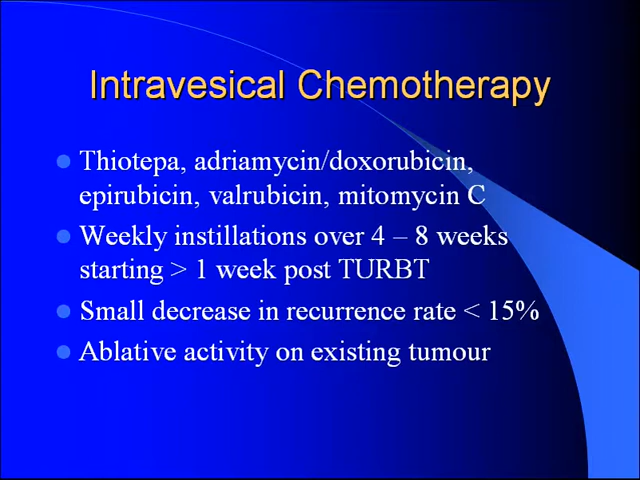 Intravesical Chemotherapy
Thiotepa, adriamycin/doxorubicin,
epirubicin, valrubicin, mitomycin C
Weekly instillations over 4 – 8 weeks
starting > 1 week post TURBT
Small decrease in recurrence rate < 15%
Ablative activity on existing tumour